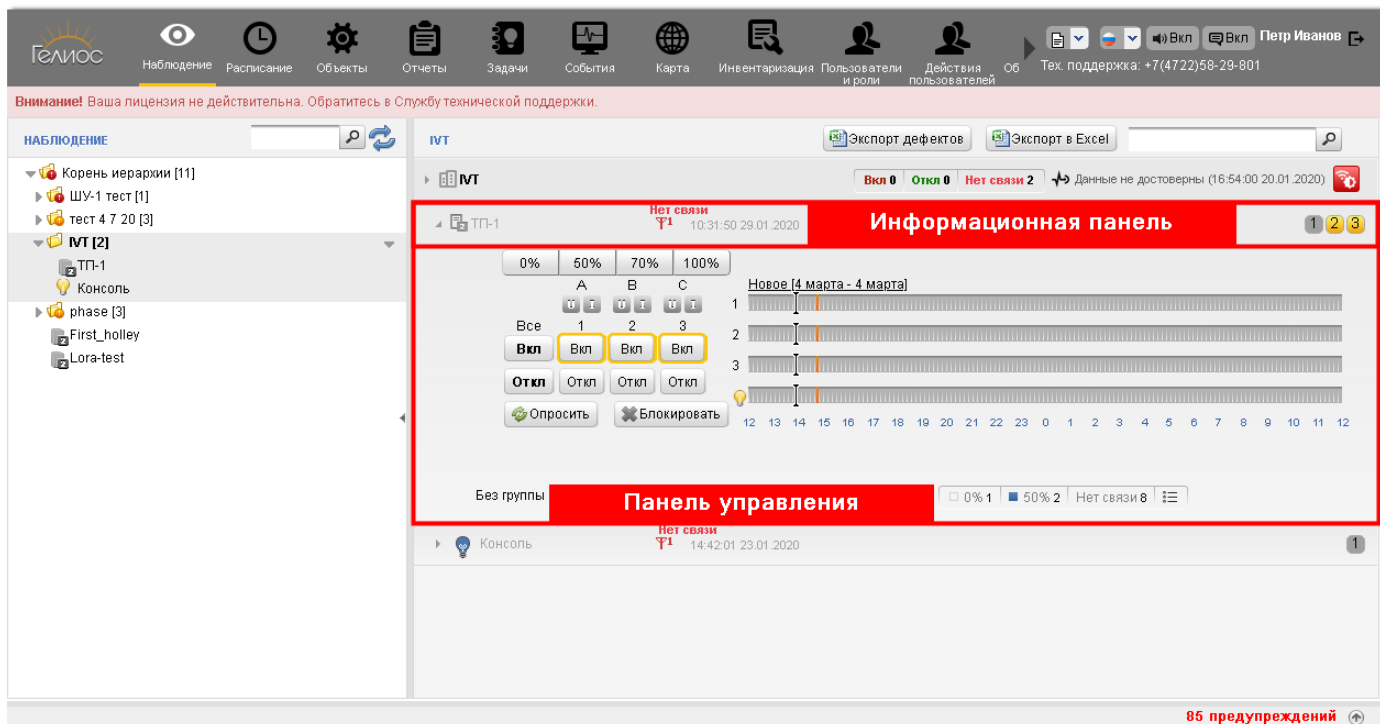 Гелиос
Наблюдение
Расписание
Объекты
Отчеты
Задачи
События
Карта
Инвентаризация
Пользователи и роли
Действия пользователей
Об
Вкл
Вкл
Петр Иванов
Тех. поддержка: +7(4722)58-29-801
Внимание! Ваша лицензия не действительна. Обратитесь в Службу технической поддержки.
НАБЛЮДЕНИЕ
Корень иерархии [11]
ШУ-1 тест [1]
тест 4 7 20 [3]
IVT [2]
ТП-1
Консоль
phase [3]
First_holley
Lora-test
IVT
Экспорт дефектов
Экспорт в Excel
IVT
Вкл 0 Откл 0 Нет связи 2
Данные не достоверны (16:54:00 20.01.2020)
ТП-1
Нет связи
1 10:31:50 29.01.2020
Информационная панель
1 2 3
0% 50% 70% 100%
A B C
U I U I U I
Все 1 2 3
Вкл Вкл Вкл Вкл
Откл Откл Откл Откл
Опросить
Блокировать
Новое [4 марта - 4 марта]
1
2
3
12 13 14 15 16 17 18 19 20 21 22 23 0 1 2 3 4 5 6 7 8 9 10 11 12
Без группы
Панель управления
0% 1 50% 2 Нет связи 8
Консоль
Нет связи
1 14:42:01 23.01.2020
1
85 предупреждений